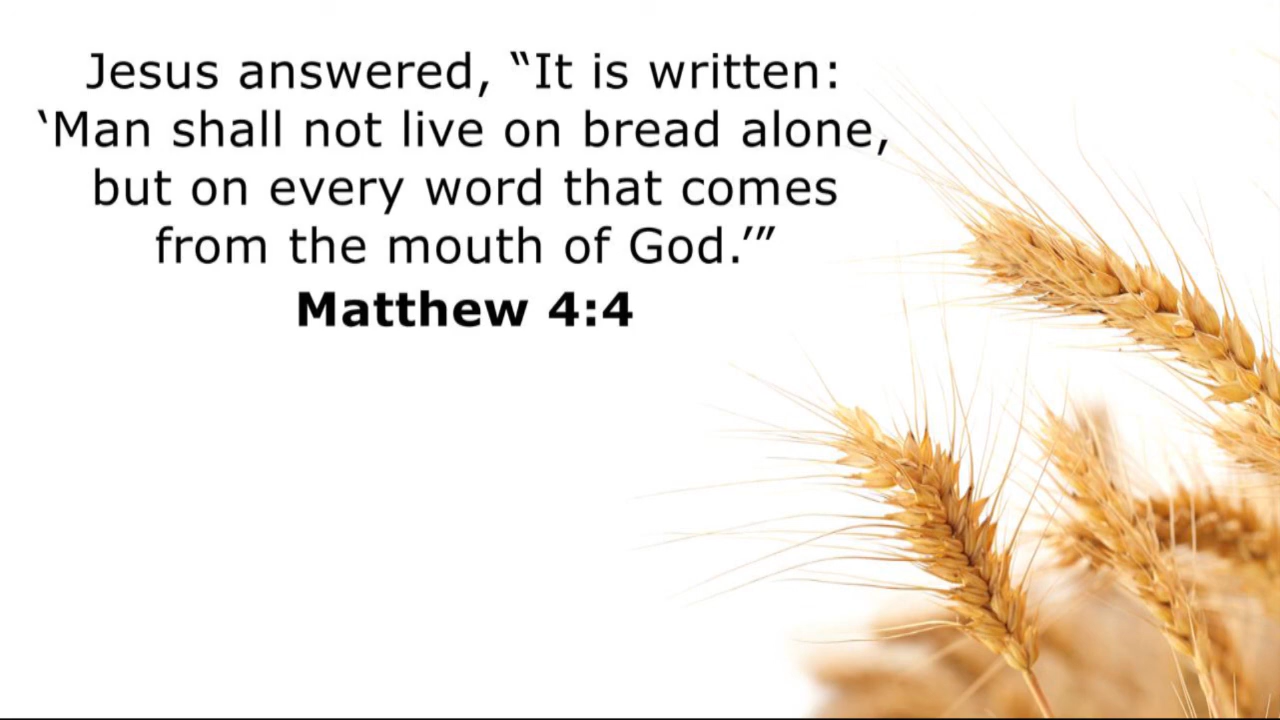 Jesus answered, “It is written:
‘Man shall not live on bread alone,
but on every word that comes
from the mouth of God.’”
Matthew 4:4